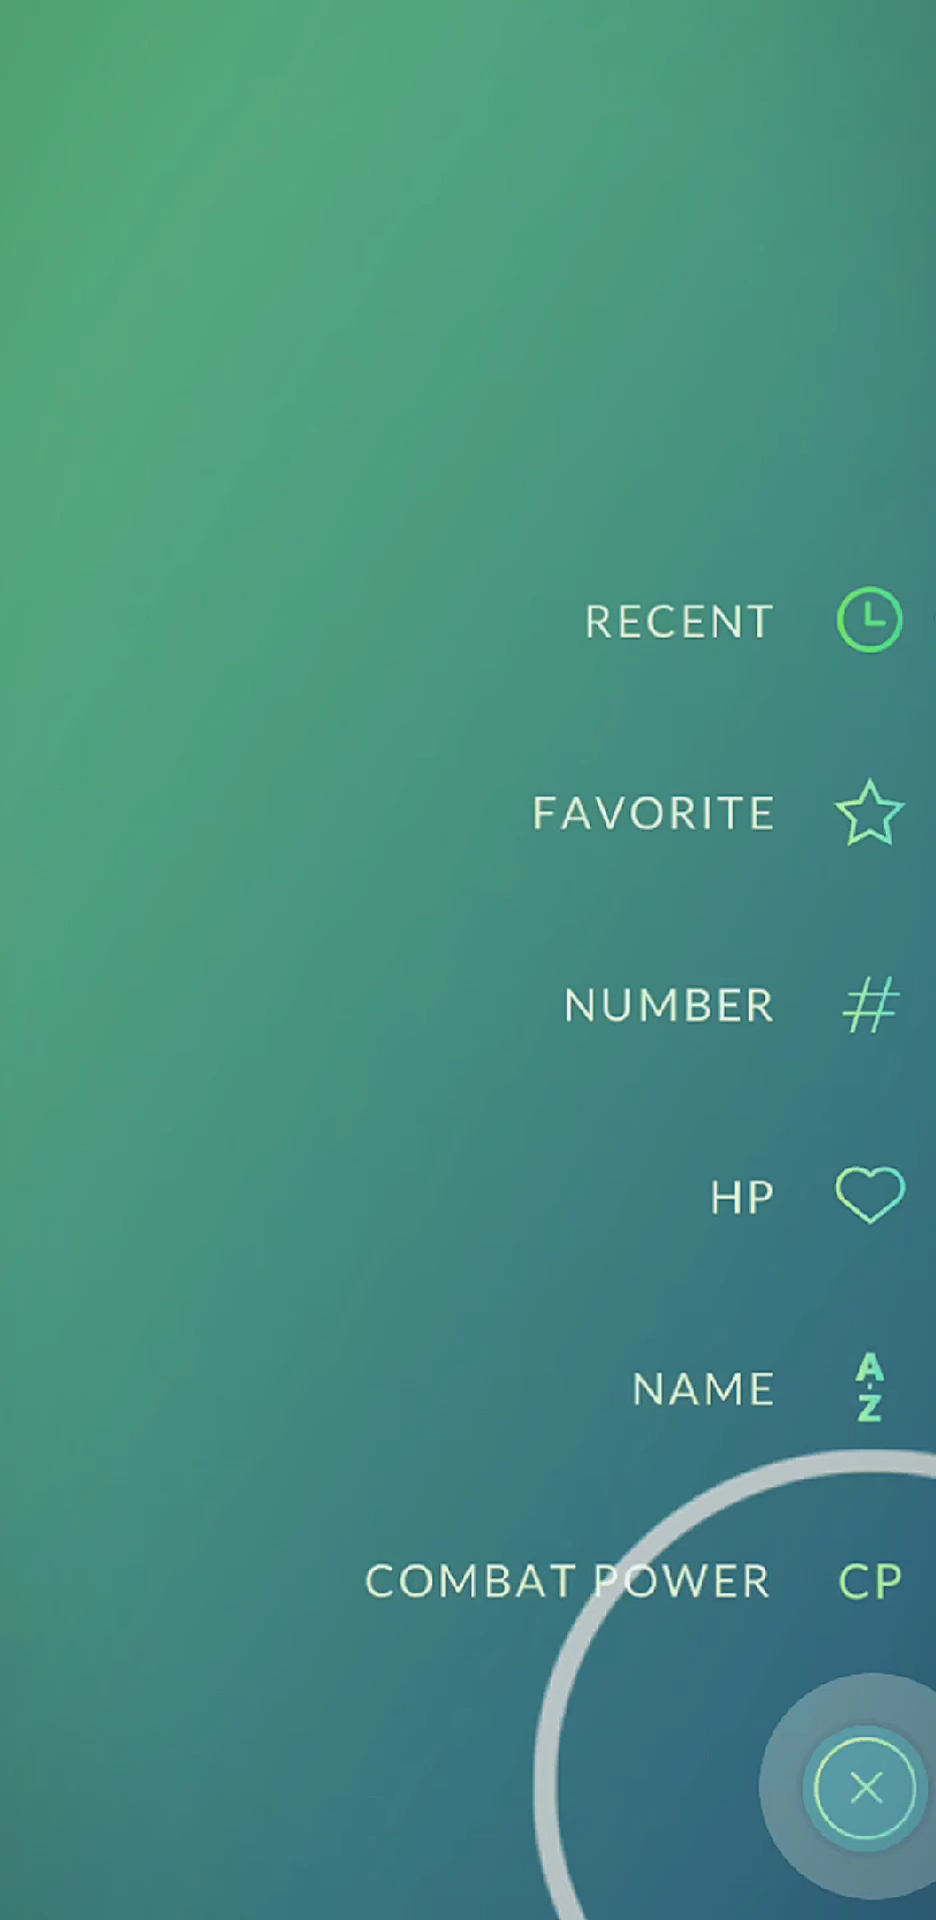 RECENT
FAVORITE
NUMBER #
HP
NAME A-Z
COMBAT POWER CP